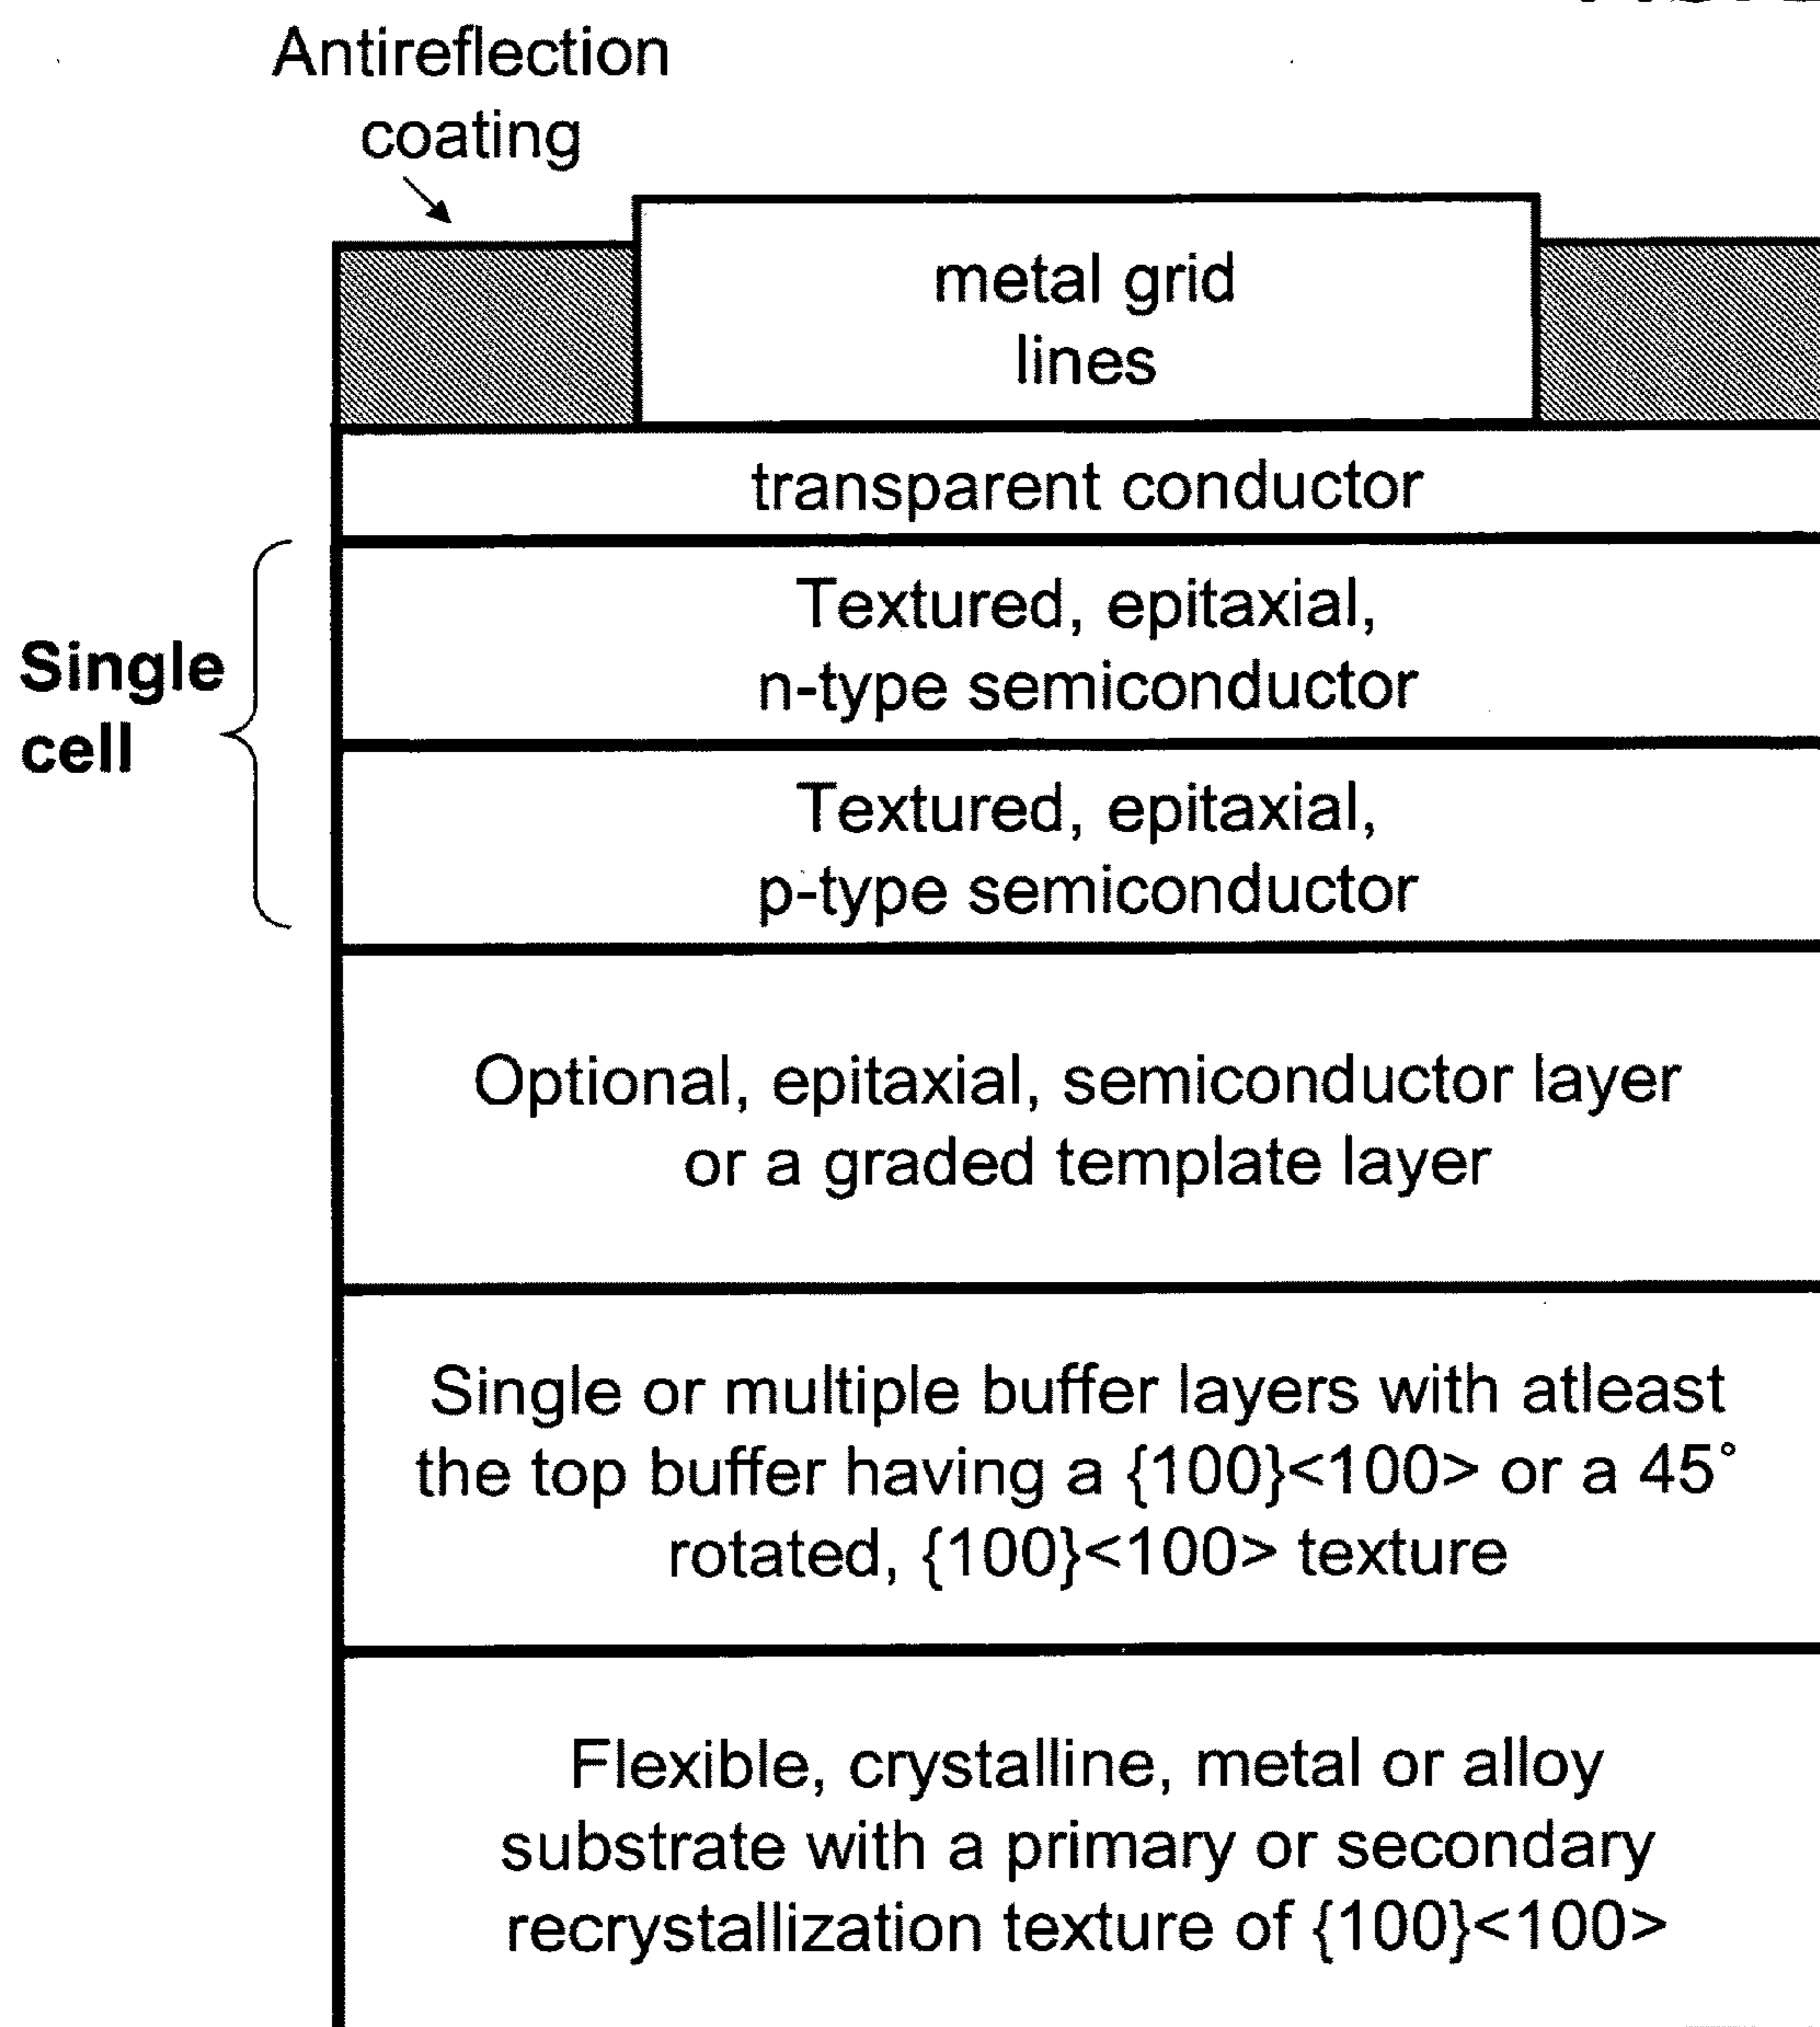 Antireflection
coating
metal grid
lines
transparent conductor
Single
cell
Textured, epitaxial,
n-type semiconductor
Textured, epitaxial,
p-type semiconductor
Optional, epitaxial, semiconductor layer
or a graded template layer
Single or multiple buffer layers with atleast
the top buffer having a {100}<100> or a 45°
rotated, {100}<100> texture
Flexible, crystalline, metal or alloy
substrate with a primary or secondary
recrystallization texture of {100}<100>